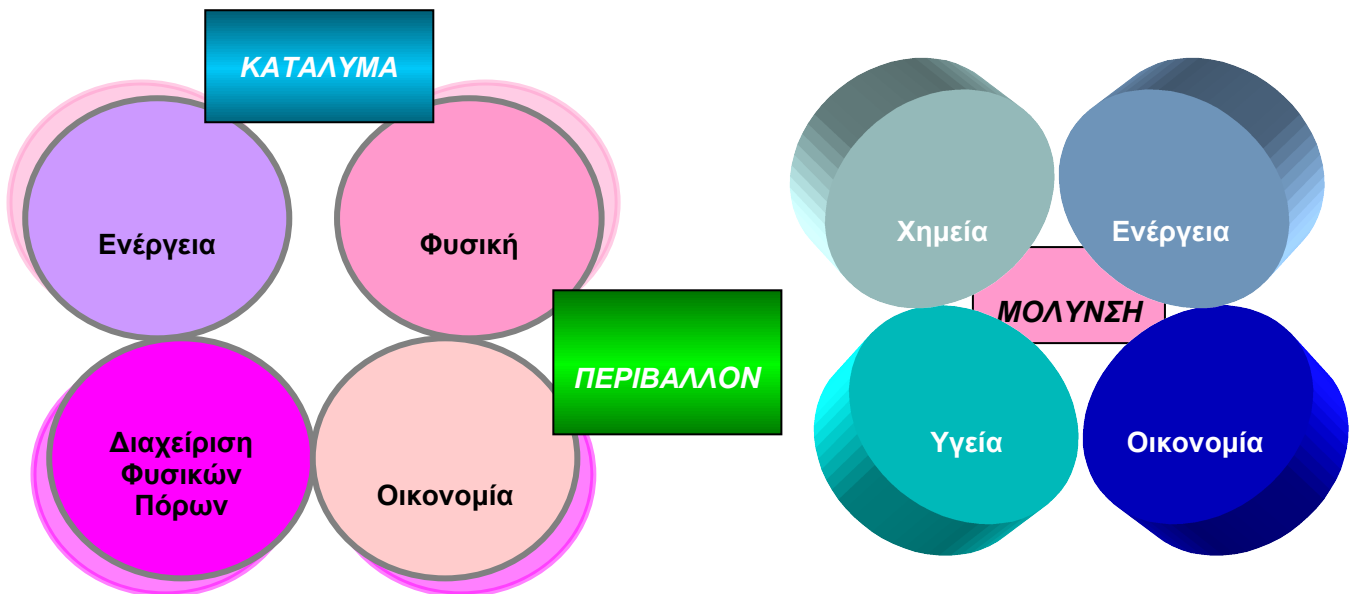 ΚΑΤΑΛΥΜΑ
Ενέργεια
Φυσική
ΠΕΡΙΒΑΛΛΟΝ
Διαχείριση
Φυσικών
Πόρων
Οικονομία
Χημεία
Ενέργεια
ΜΟΛΥΝΣΗ
Υγεία
Οικονομία